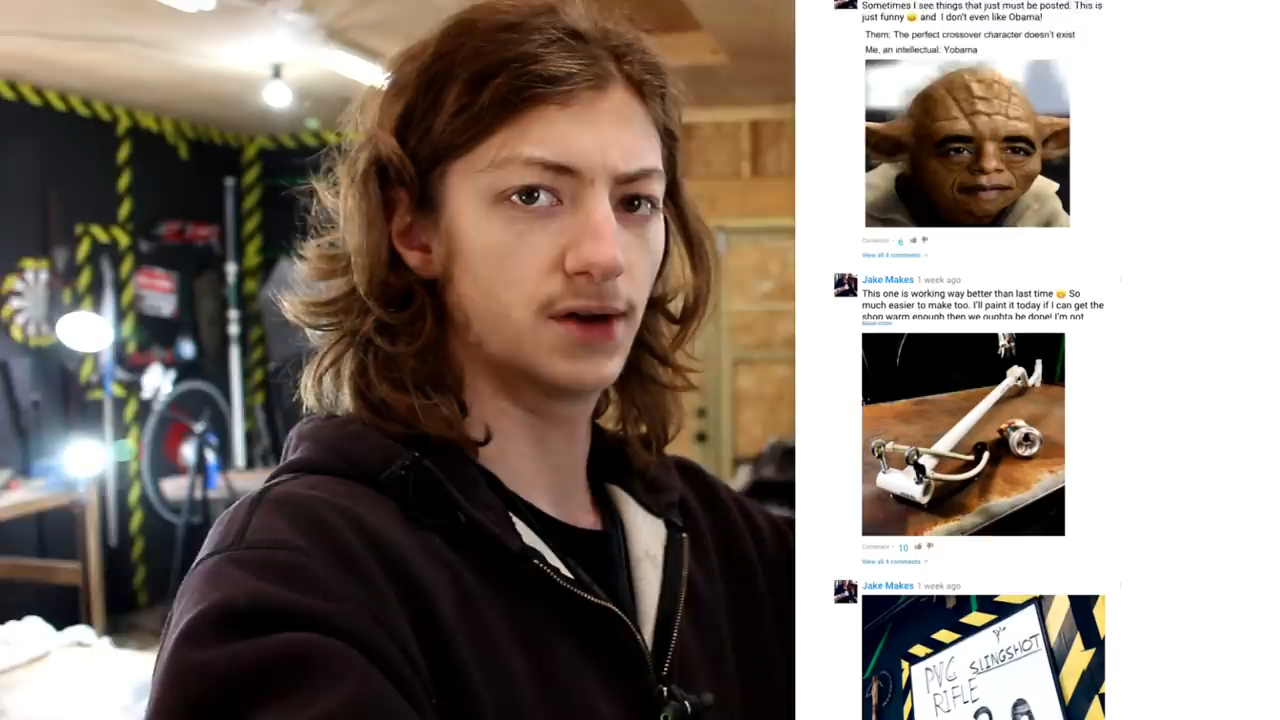 Sometimes I see things that just must be posted. This is
just funny 😄 and I don't even like Obama!
Them: The perfect crossover character doesn't exist
Me, an intellectual: Yobama
Comment · 6
View all 4 comments
Jake Makes 1 week ago
This one is working way better than last time 😄 So
much easier to make too. I'll paint it today if I can get the
shop warm enough then we oughta be done! I'm not
Read more
Comment · 10
View all 4 comments
Jake Makes 1 week ago
PVC SLINGSHOT
RIFLE